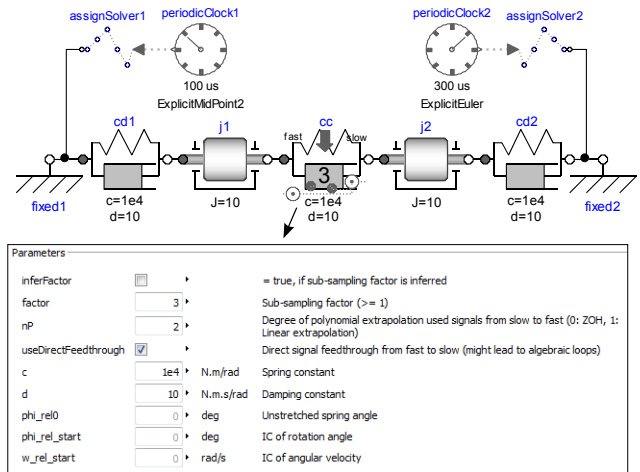 assignSolver1 periodicClock1 periodicClock2 assignSolver2
100 us 300 us
ExplicitMidPoint2 ExplicitEuler
cd1 j1 cc j2 cd2
fast slow
3
fixed1 c=1e4 J=10 c=1e4 J=10 c=1e4 fixed2
d=10 d=10 d=10
Parameters
inferFactor = true, if sub-sampling factor is inferred
factor 3 Sub-sampling factor (>= 1)
nP 2 Degree of polynomial extrapolation used signals from slow to fast (0: ZOH, 1:
Linear extrapolation)
useDirectFeedthrough Direct signal feedthrough from fast to slow (might lead to algebraic loops)
c 1e4 N.m/rad Spring constant
d 10 N.m.s/rad Damping constant
phi_rel0 0 deg Unstretched spring angle
phi_rel_start 0 deg IC of rotation angle
w_rel_start 0 rad/s IC of angular velocity